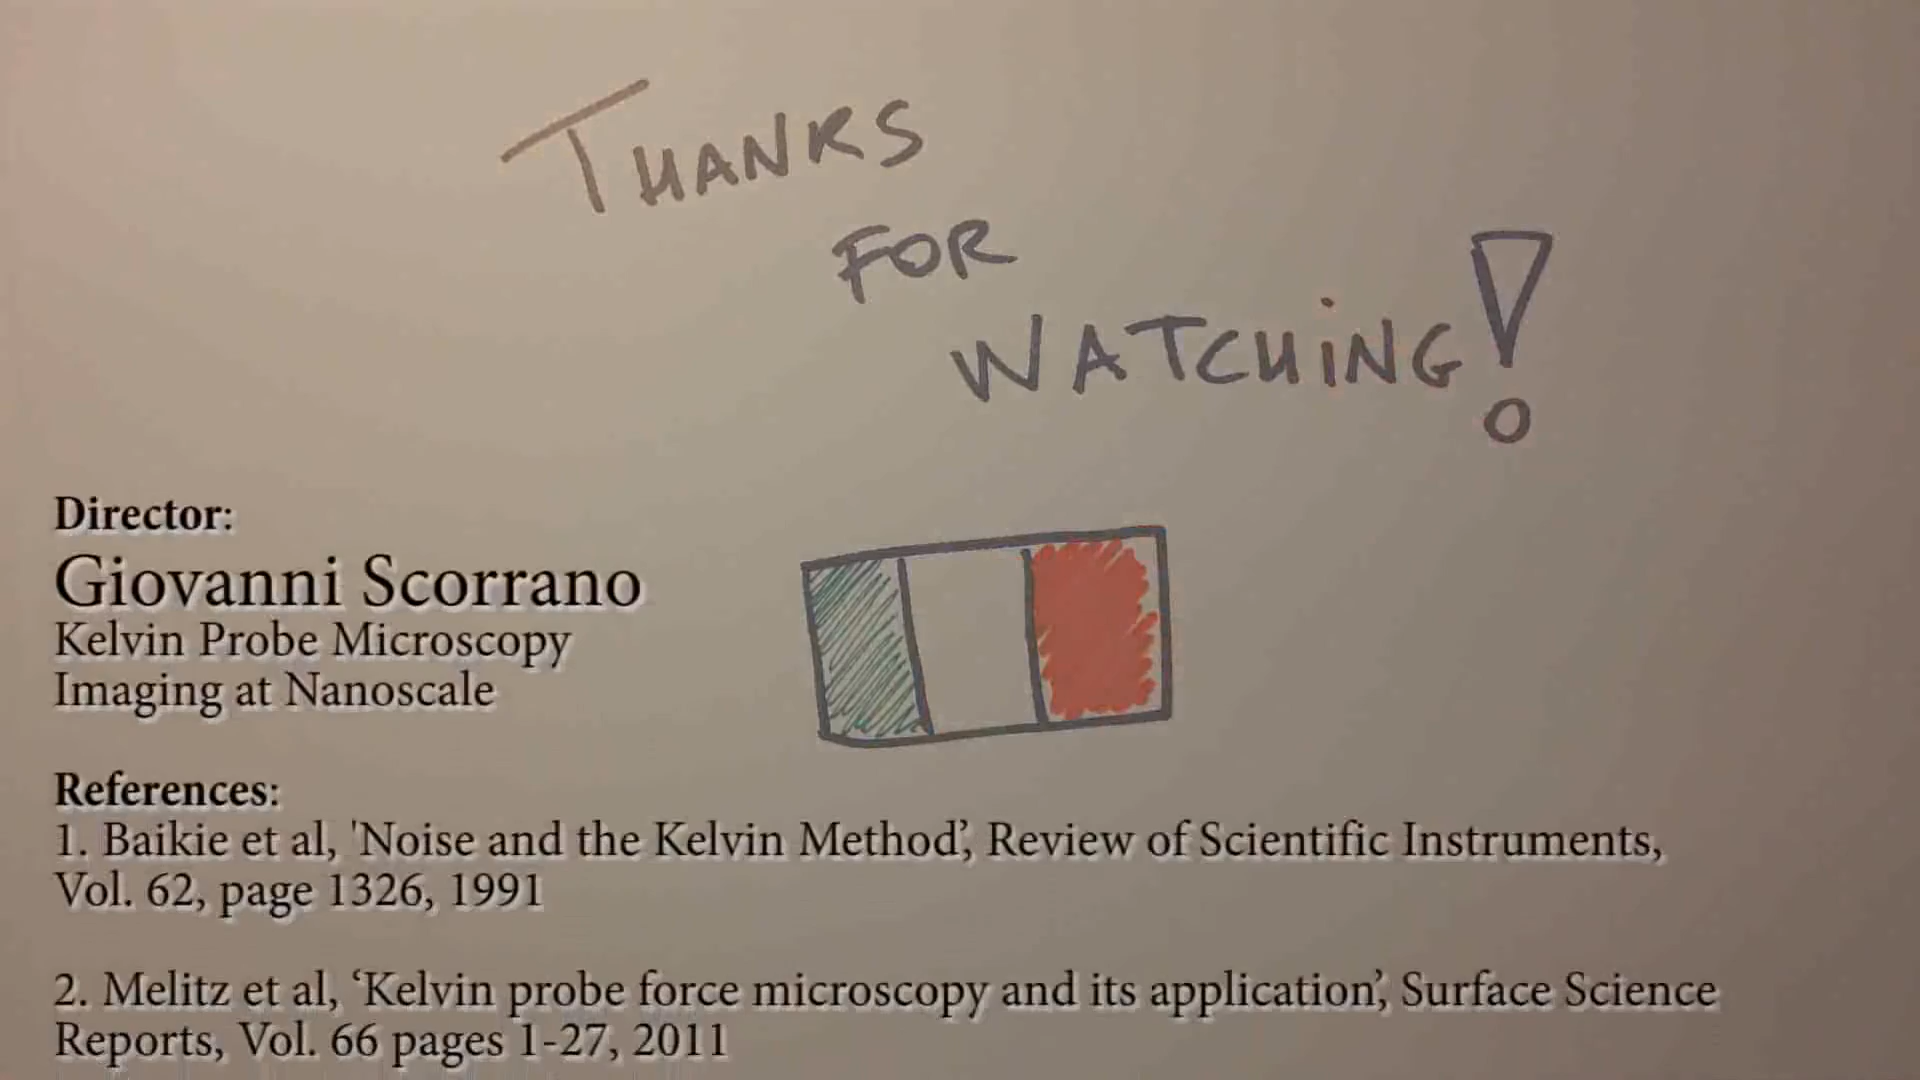 THANKS
FOR
WATCHiNG!
Director:
Giovanni Scorrano
Kelvin Probe Microscopy
Imaging at Nanoscale
References:
1. Baikie et al, 'Noise and the Kelvin Method’, Review of Scientific Instruments,
Vol. 62, page 1326, 1991
2. Melitz et al, ‘Kelvin probe force microscopy and its application’, Surface Science
Reports, Vol. 66 pages 1-27, 2011